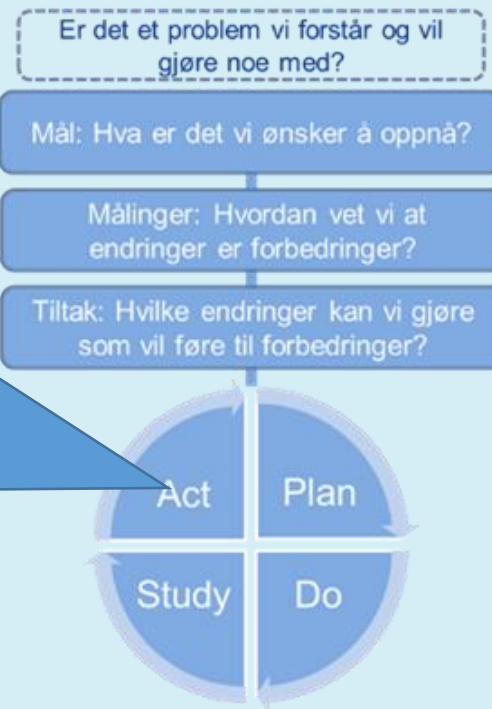 Er det et problem vi forstår og vil
gjøre noe med?
Mål: Hva er det vi ønsker å oppnå?
Målinger: Hvordan vet vi at
endringer er forbedringer?
Tiltak: Hvilke endringer kan vi gjøre
som vil føre til forbedringer?
Act
Plan
Study
Do